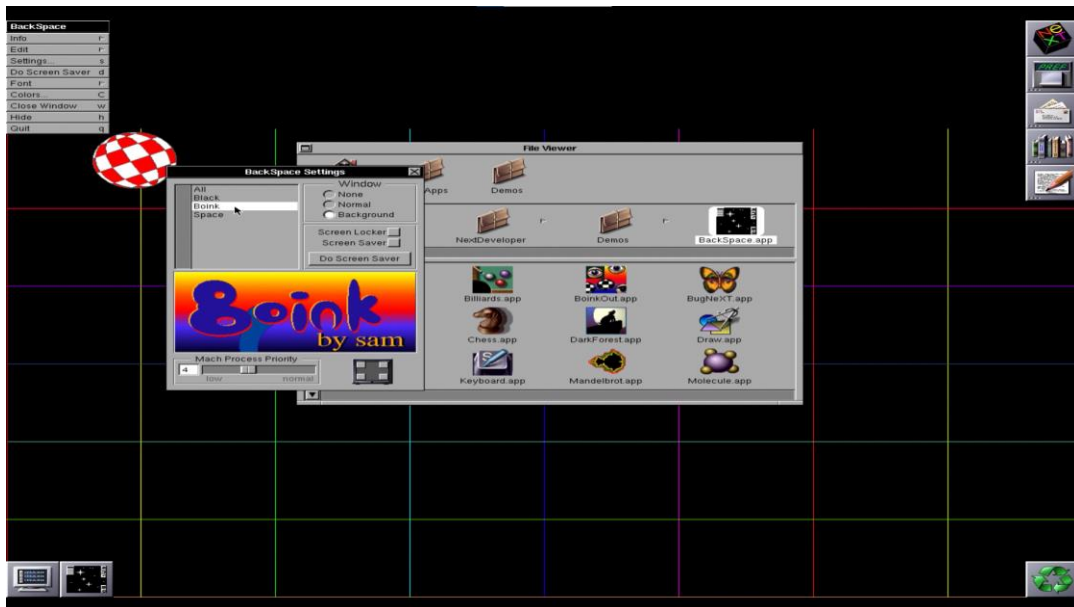 BackSpace
Info r
Edit r
Settings... s
Do Screen Saver d
Font r
Colors... C
Close Window w
Hide h
Quit q
NeXT
PREF
File Viewer
Apps
Demos
NextDeveloper
Demos
BackSpace.app
BackSpace Settings
All
Black
Boink
Space
Window
None
Normal
Background
Screen Locker
Screen Saver
Do Screen Saver
Boink
by sam
Mach Process Priority
4
low normal
Billiards.app
BoinkOut.app
BugNeXT.app
Chess.app
DarkForest.app
Draw.app
Keyboard.app
Mandelbrot.app
Molecule.app